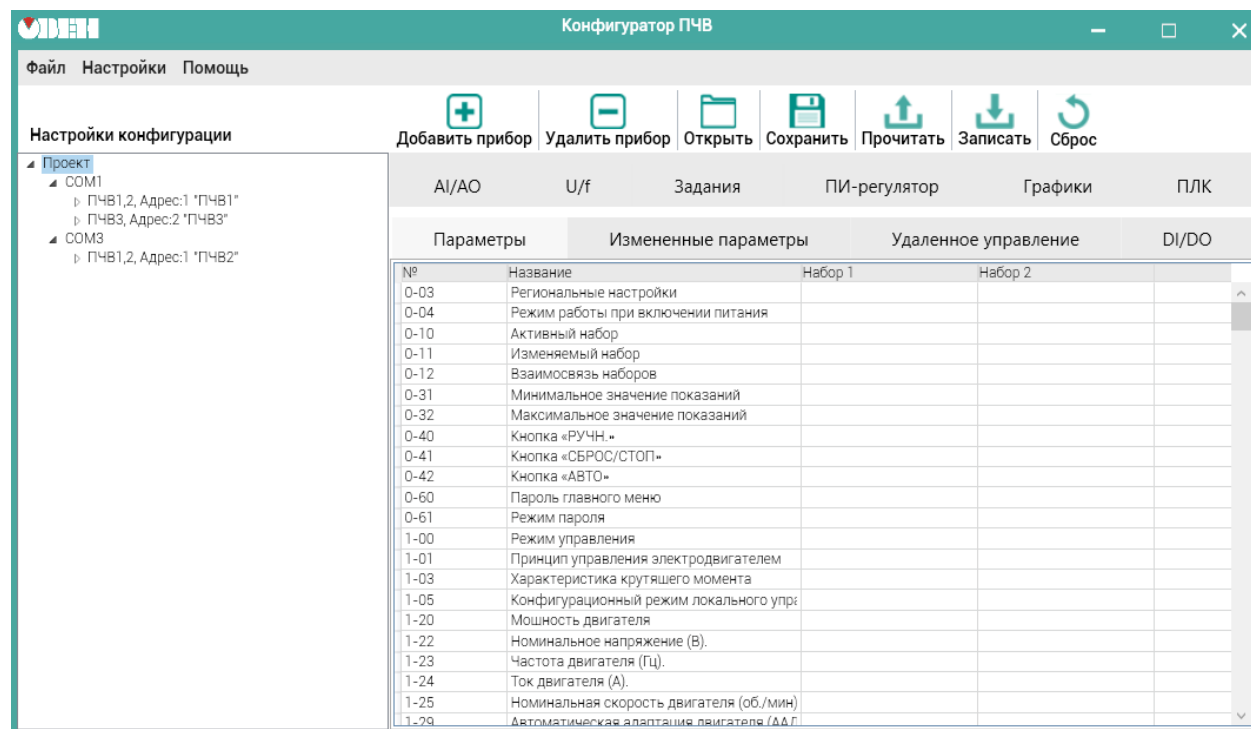 ОВЕН
Конфигуратор ПЧВ
Файл Настройки Помощь
Настройки конфигурации
Добавить прибор Удалить прибор Открыть Сохранить Прочитать Записать Сброс
Проект
COM1
ПЧВ1,2, Адрес:1 "ПЧВ1"
ПЧВ3, Адрес:2 "ПЧВ3"
COM3
ПЧВ1,2, Адрес:1 "ПЧВ2"
AI/AO U/f Задания ПИ-регулятор Графики ПЛК
Параметры Измененные параметры Удаленное управление DI/DO
№ Название Набор 1 Набор 2
0-03 Региональные настройки
0-04 Режим работы при включении питания
0-10 Активный набор
0-11 Изменяемый набор
0-12 Взаимосвязь наборов
0-31 Минимальное значение показаний
0-32 Максимальное значение показаний
0-40 Кнопка «РУЧН.»
0-41 Кнопка «СБРОС/СТОП»
0-42 Кнопка «АВТО»
0-60 Пароль главного меню
0-61 Режим пароля
1-00 Режим управления
1-01 Принцип управления электродвигателем
1-03 Характеристика крутящего момента
1-05 Конфигурационный режим локального упра
1-20 Мощность двигателя
1-22 Номинальное напряжение (В).
1-23 Частота двигателя (Гц).
1-24 Ток двигателя (А).
1-25 Номинальная скорость двигателя (об./мин)
1-29 Автоматическая адаптация двигателя (ААД